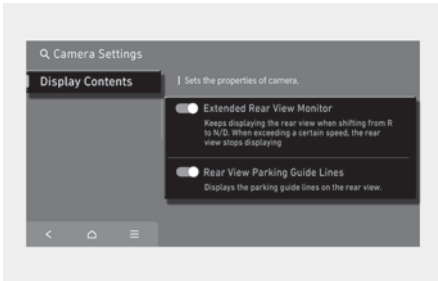 Camera Settings
Display Contents
Sets the properties of camera.
Extended Rear View Monitor
Keeps displaying the rear view when shifting from R
to N/D. When exceeding a certain speed, the rear
view stops displaying
Rear View Parking Guide Lines
Displays the parking guide lines on the rear view.